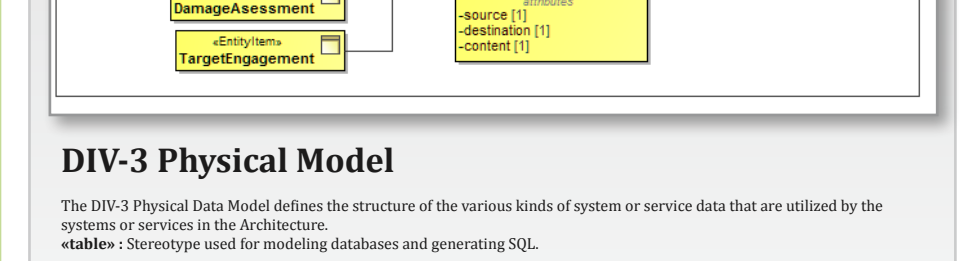 DamageAsessment
«EntityItem»
TargetEngagement
attributes
-source [1]
-destination [1]
-content [1]
DIV-3 Physical Model
The DIV-3 Physical Data Model defines the structure of the various kinds of system or service data that are utilized by the
systems or services in the Architecture.
«table» : Stereotype used for modeling databases and generating SQL.